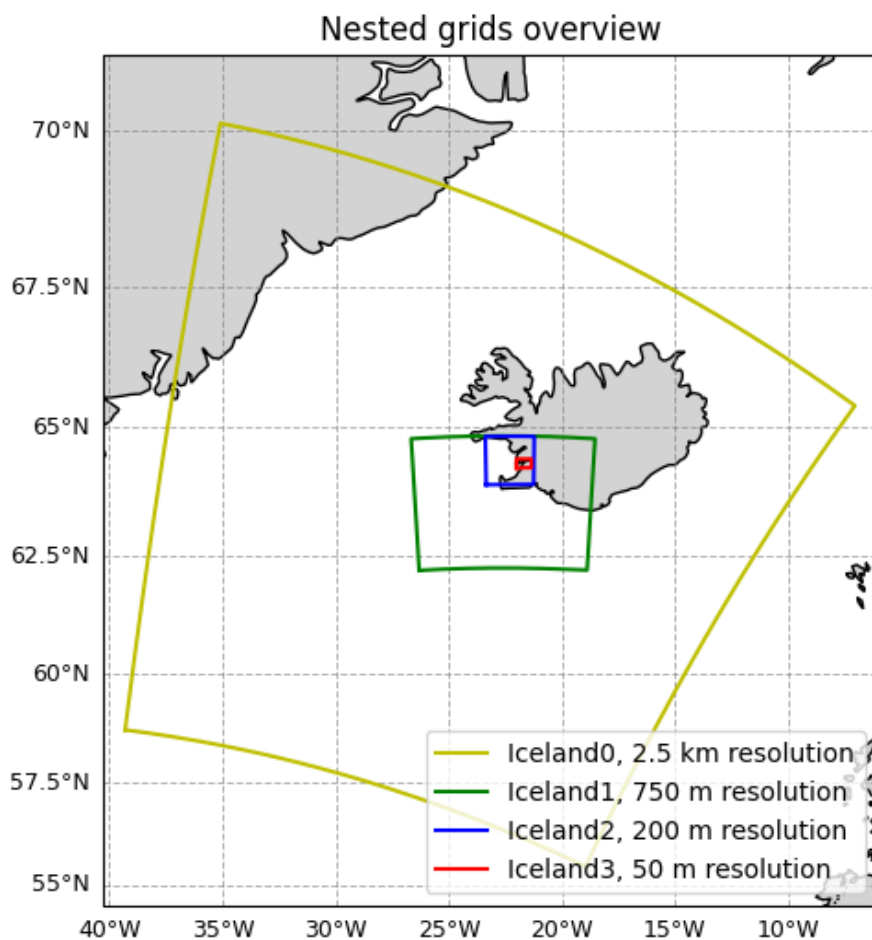 Nested grids overview
70°N
67.5°N
65°N
62.5°N
60°N
57.5°N
55°N
Iceland0, 2.5 km resolution
Iceland1, 750 m resolution
Iceland2, 200 m resolution
Iceland3, 50 m resolution
40°W 35°W 30°W 25°W 20°W 15°W 10°W